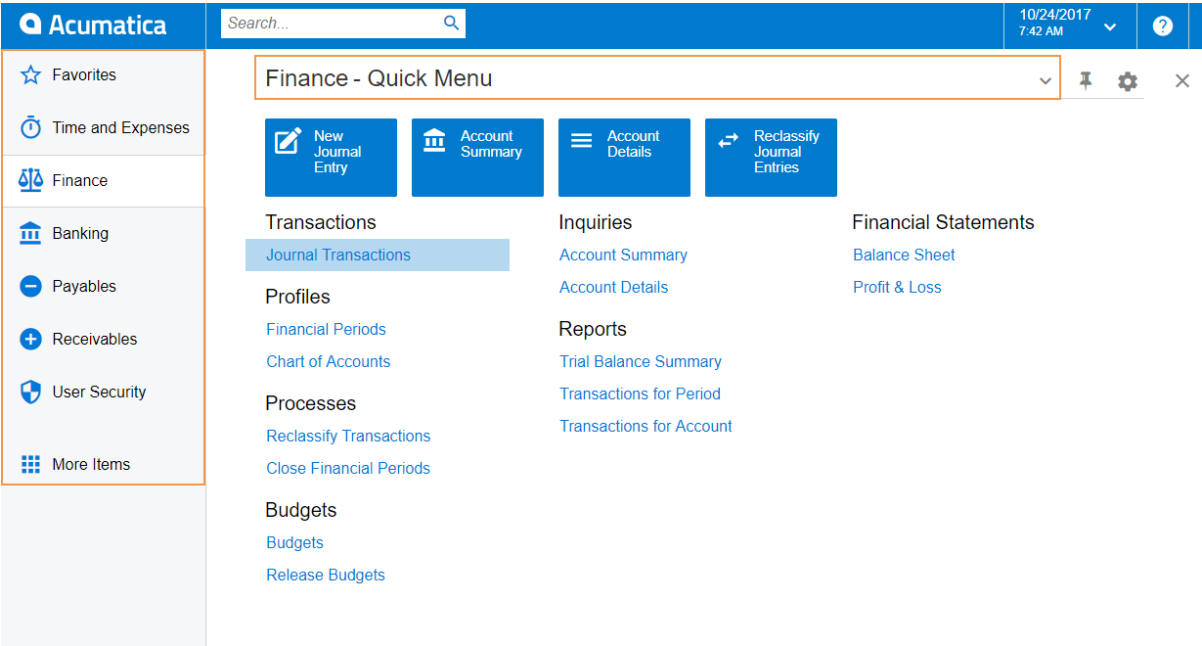 Acumatica
Search...
10/24/2017
7:42 AM
?
Favorites
Time and Expenses
Finance
Banking
Payables
Receivables
User Security
More Items
Finance - Quick Menu
New
Journal
Entry
Account
Summary
Account
Details
Reclassify
Journal
Entries
Transactions
Journal Transactions
Profiles
Financial Periods
Chart of Accounts
Processes
Reclassify Transactions
Close Financial Periods
Budgets
Budgets
Release Budgets
Inquiries
Account Summary
Account Details
Reports
Trial Balance Summary
Transactions for Period
Transactions for Account
Financial Statements
Balance Sheet
Profit & Loss